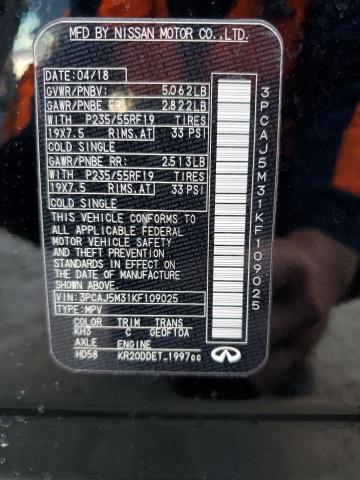 MFD BY NISSAN MOTOR CO.,LTD.
DATE: 04/18
GVWR/PNBV: 5,062LB
GAWR/PNBE FR: 2,822LB
WITH P235/55RF19 TIRES
19X7.5 RIMS.AT 33 PSI
COLD SINGLE
GAWR/PNBE RR: 2,513LB
WITH P235/55RF19 TIRES
19X7.5 RIMS.AT 33 PSI
COLD SINGLE
THIS VEHICLE CONFORMS TO
ALL APPLICABLE FEDERAL
MOTOR VEHICLE SAFETY
AND THEFT PREVENTION
STANDARDS IN EFFECT ON
THE DATE OF MANUFACTURE
SHOWN ABOVE.
VIN: 3PCAJ5M31KF109025
TYPE: MPV
COLOR TRIM TRANS
KH3 C GE0F10A
AXLE ENGINE
HD58 KR20DDET_1997cc
INFINITI
3PCAJ5M31KF109025